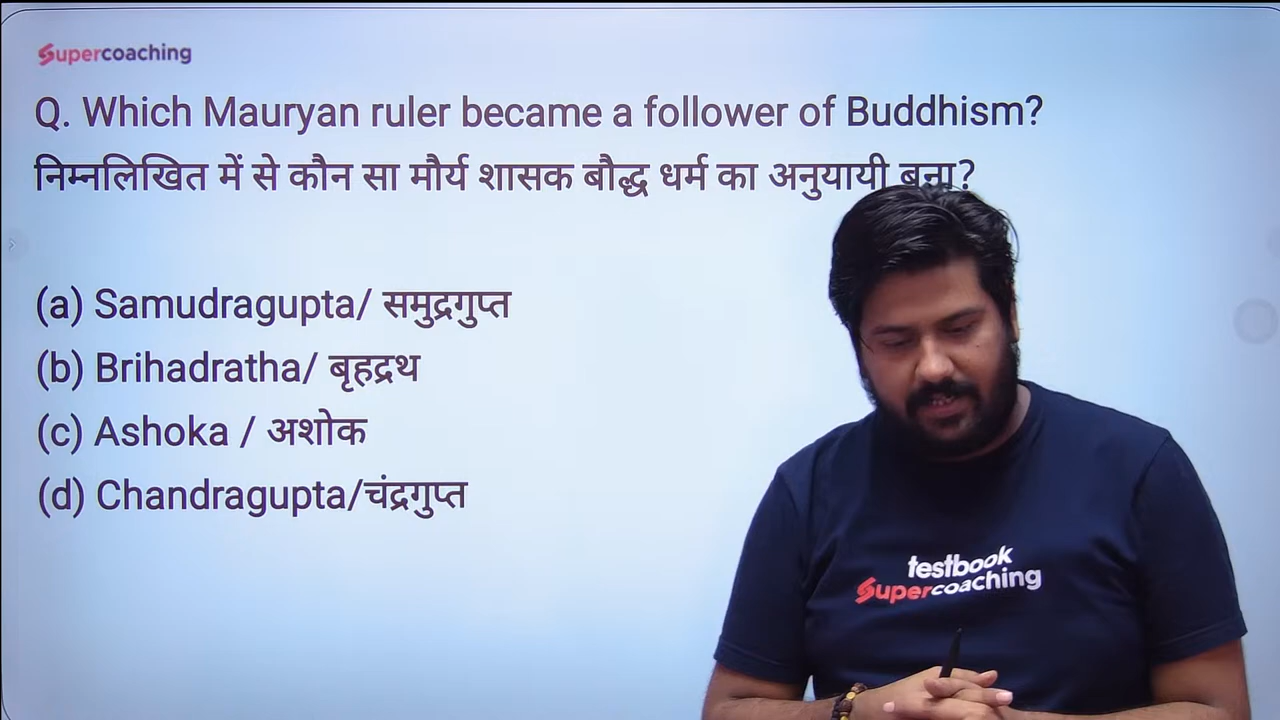 Supercoaching
Q. Which Mauryan ruler became a follower of Buddhism?
निम्नलिखित में से कौन सा मौर्य शासक बौद्ध धर्म का अनुयायी बना?
(a) Samudragupta/ समुद्रगुप्त
(b) Brihadratha/ बृहद्रथ
(c) Ashoka / अशोक
(d) Chandragupta/चंद्रगुप्त
testbook
Supercoaching